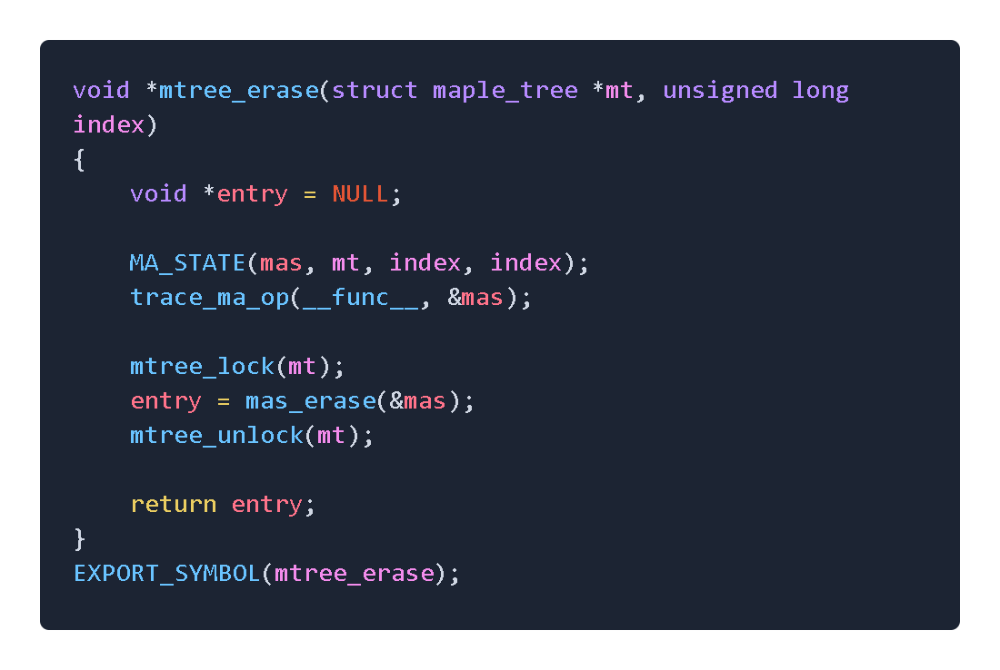 void *mtree_erase(struct maple_tree *mt, unsigned long
index)
{
    void *entry = NULL;

    MA_STATE(mas, mt, index, index);
    trace_ma_op(__func__, &mas);

    mtree_lock(mt);
    entry = mas_erase(&mas);
    mtree_unlock(mt);

    return entry;
}
EXPORT_SYMBOL(mtree_erase);